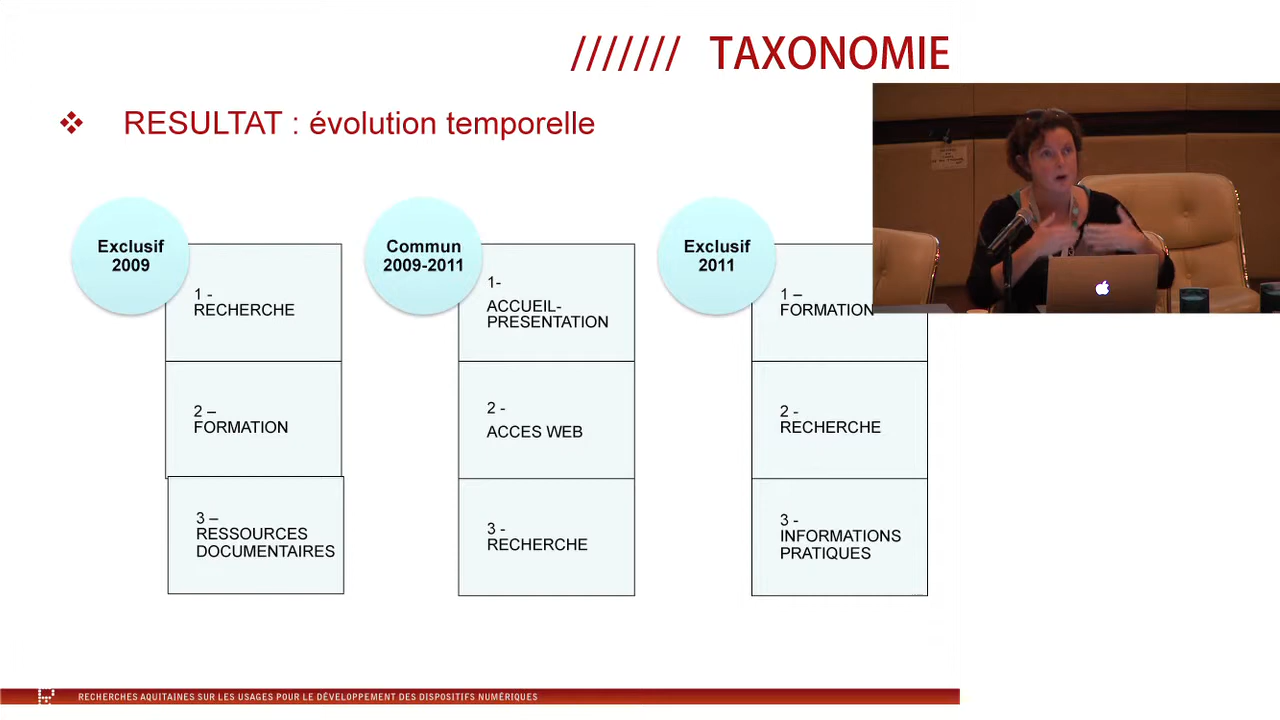 /////// TAXONOMIE
RESULTAT : évolution temporelle
Exclusif
2009
1 -
RECHERCHE
2 –
FORMATION
3 –
RESSOURCES
DOCUMENTAIRES
Commun
2009-2011
1-
ACCUEIL-
PRESENTATION
2 -
ACCES WEB
3 -
RECHERCHE
Exclusif
2011
1 –
FORMATION
2 -
RECHERCHE
3 -
INFORMATIONS
PRATIQUES
RECHERCHES AQUITAINES SUR LES USAGES POUR LE DÉVELOPPEMENT DES DISPOSITIFS NUMÉRIQUES